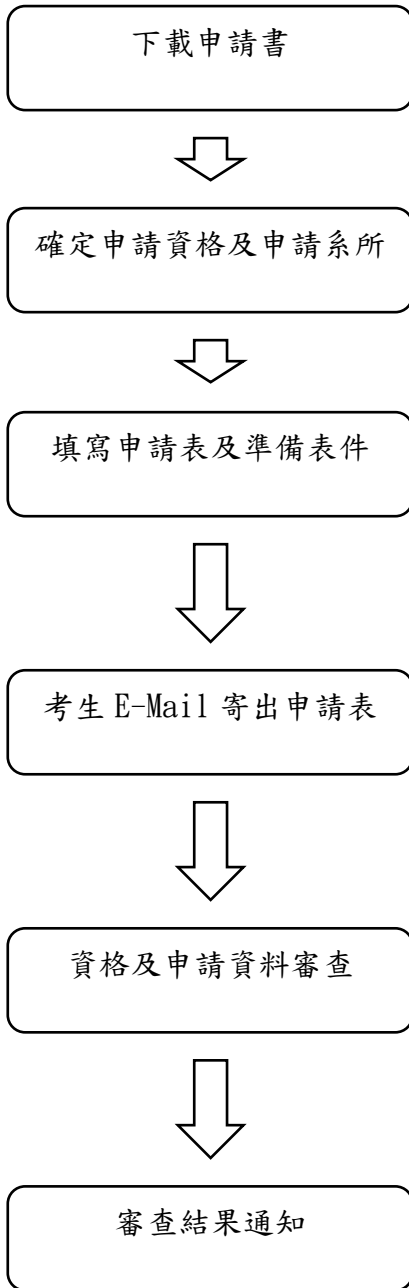 下載申請書
確定申請資格及申請系所
填寫申請表及準備表件
考生 E-Mail 寄出申請表
資格及申請資料審查
審查結果通知